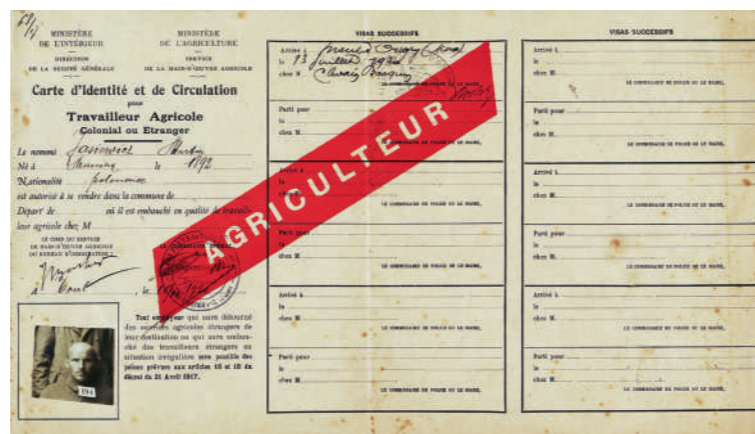 MINISTÈRE
DE L'INTÉRIEUR
DIRECTION
DE LA SURETÉ GÉNÉRALE
MINISTÈRE
DE L'AGRICULTURE
SERVICE
DE LA MAIN-D'ŒUVRE AGRICOLE
Carte d'Identité et de Circulation
pour
Travailleur Agricole
Colonial ou Etranger
Le nommé
Né à le 1892
Nationalité polonaise
est autorisé à se rendre dans la commune de
Départ de où il est embauché en qualité de travail-
leur agricole chez M
LE CHEF DU SERVICE
DE MAIN-D'ŒUVRE AGRICOLE
DU BUREAU D'IMMIGRATION
LE COMMISSAIRE SPÉCIAL,
à Toul, le
Tout employeur qui aura détourné
des ouvriers agricoles étrangers de
leur destination ou qui aura embau-
ché des travailleurs étrangers en
situation irrégulière sera passible des
peines prévues aux articles 15 et 18 du
décret du 21 Avril 1917.
194
AGRICULTEUR
VISAS SUCCESSIFS
Arrivé à
le 13 juillet
chez M
LE COMMISSAIRE DE POLICE OU LE MAIRE,
Parti pour
le
chez M
LE COMMISSAIRE DE POLICE OU LE MAIRE,
Arrivé à
le
chez M
LE COMMISSAIRE DE POLICE OU LE MAIRE,
Parti pour
le
chez M
LE COMMISSAIRE DE POLICE OU LE MAIRE,
Arrivé à
le
chez M
LE COMMISSAIRE DE POLICE OU LE MAIRE,
Parti pour
le
chez M
LE COMMISSAIRE DE POLICE OU LE MAIRE,
VISAS SUCCESSIFS
Arrivé à
le
chez M
LE COMMISSAIRE DE POLICE OU LE MAIRE,
Parti pour
le
chez M
LE COMMISSAIRE DE POLICE OU LE MAIRE,
Arrivé à
le
chez M
LE COMMISSAIRE DE POLICE OU LE MAIRE,
Parti pour
le
chez M
LE COMMISSAIRE DE POLICE OU LE MAIRE,
Arrivé à
le
chez M
LE COMMISSAIRE DE POLICE OU LE MAIRE,
Parti pour
le
chez M
LE COMMISSAIRE DE POLICE OU LE MAIRE,